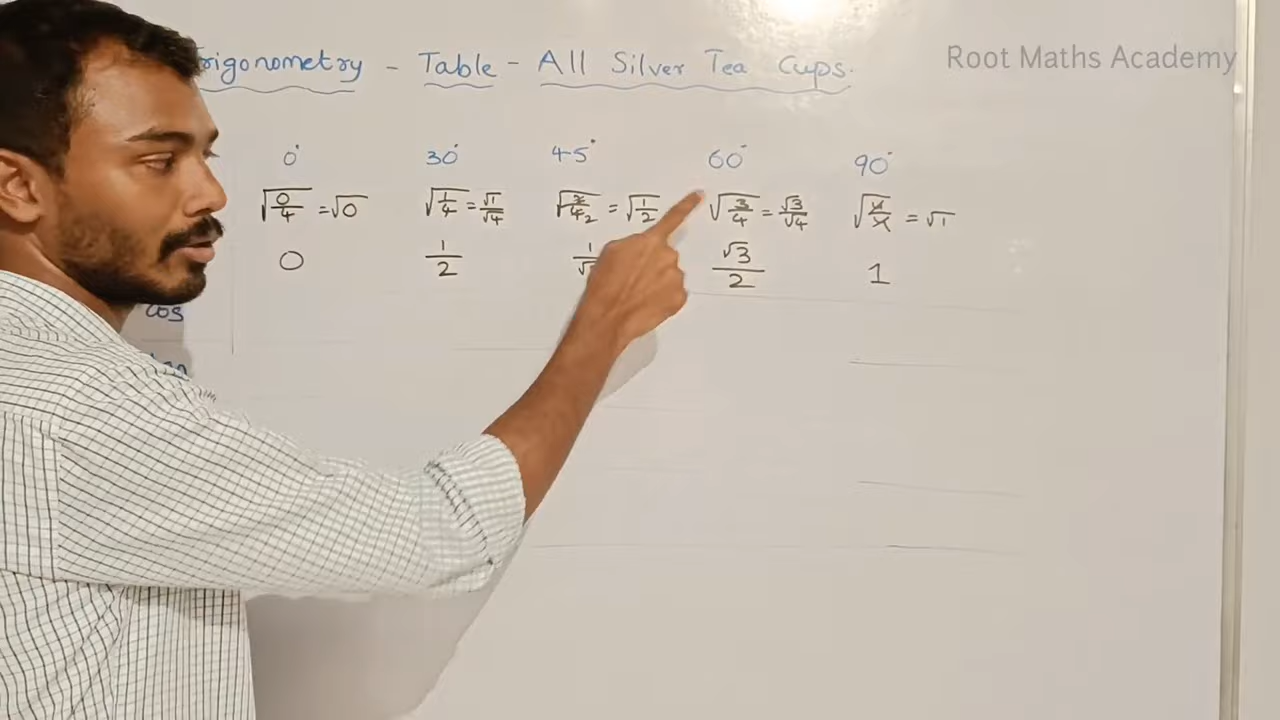 Trigonometry - Table - All Silver Tea Cups.
Root Maths Academy
0° 30° 45° 60° 90°
√0/4 = √0 √1/4 = √1/√4 √2/4 2 = √1/2 √3/4 = √3/√4 √4/4 = √1
0 1/2 1/√ √3/2 1
cos